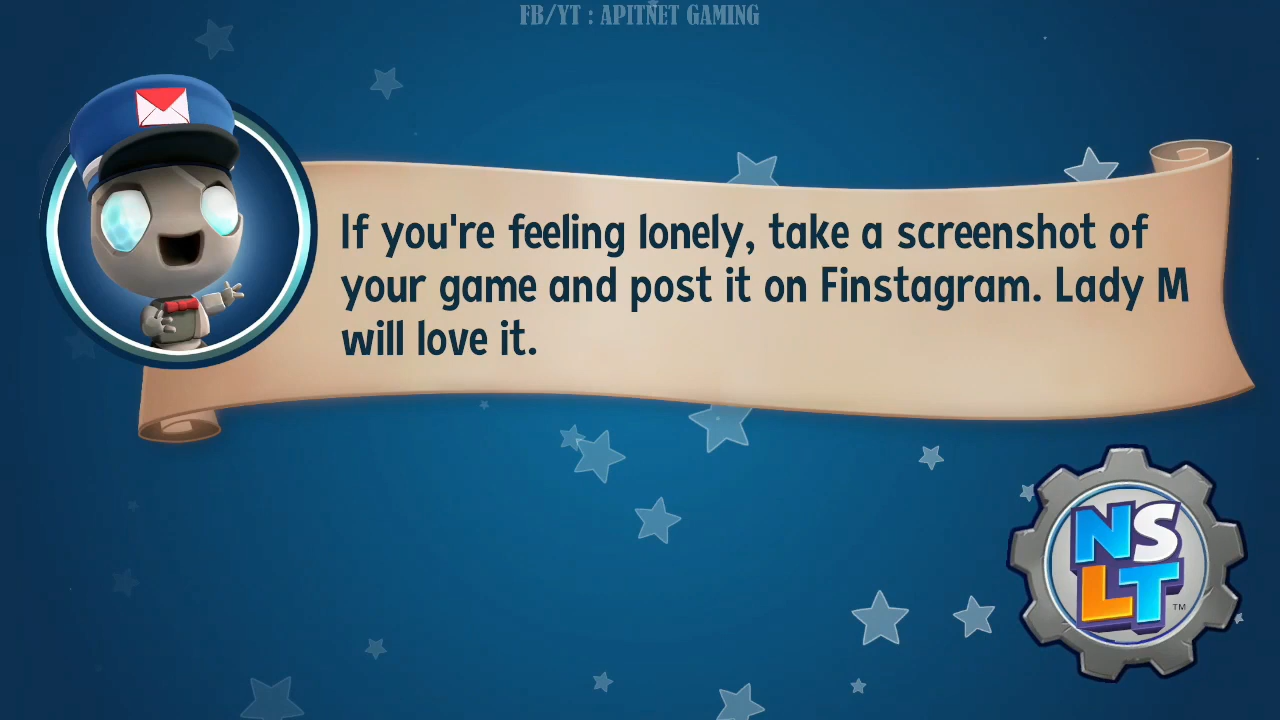 FB/YT : APITNET GAMING
If you're feeling lonely, take a screenshot of
your game and post it on Finstagram. Lady M
will love it.
NS
LT
TM